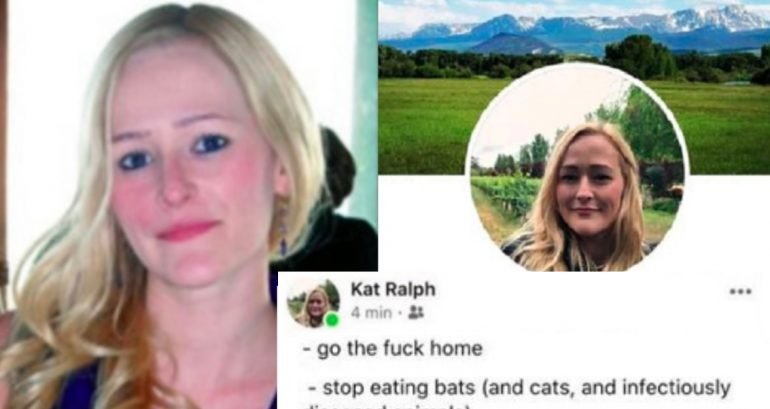 Kat Ralph
4 min ·
- go the fuck home
- stop eating bats (and cats, and infectiously